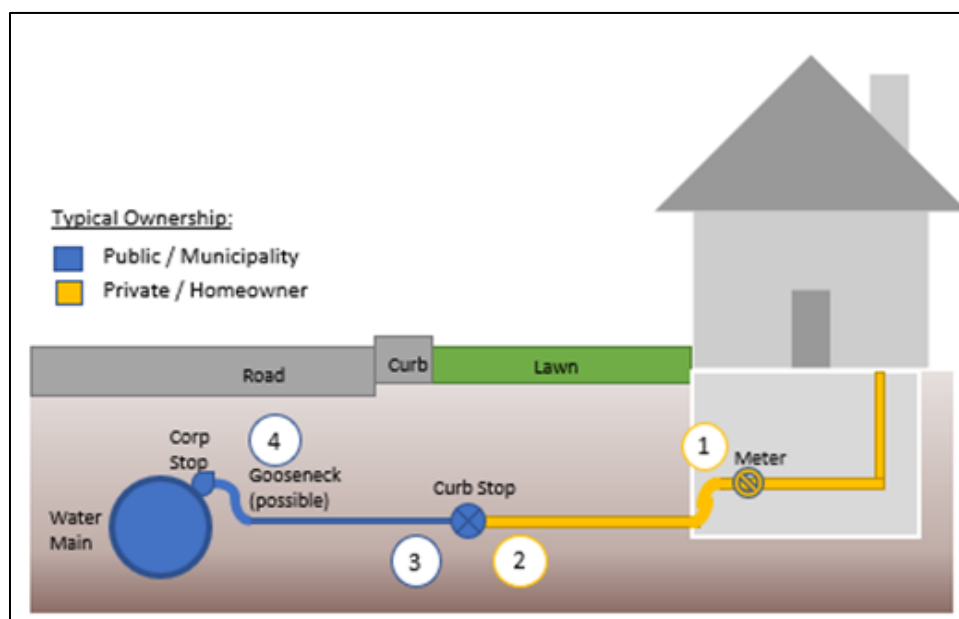 Typical Ownership:
Public / Municipality
Private / Homeowner
Road
Curb
Lawn
Corp
Stop
4
Gooseneck
(possible)
Curb Stop
1
Meter
Water
Main
3
2